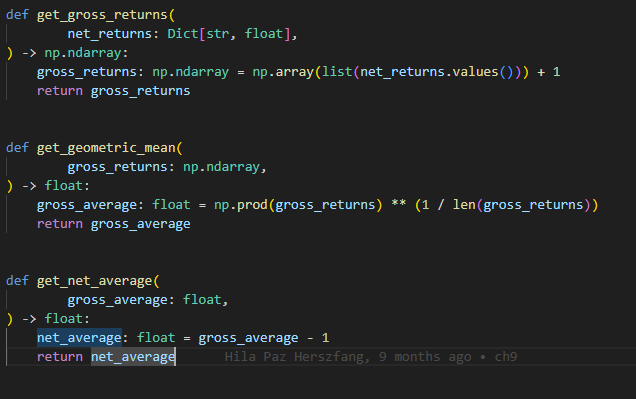 def get_gross_returns(
        net_returns: Dict[str, float],
) -> np.ndarray:
    gross_returns: np.ndarray = np.array(list(net_returns.values())) + 1
    return gross_returns
def get_geometric_mean(
        gross_returns: np.ndarray,
) -> float:
    gross_average: float = np.prod(gross_returns) ** (1 / len(gross_returns))
    return gross_average
def get_net_average(
        gross_average: float,
) -> float:
    net_average: float = gross_average - 1
    return net_average Hila Paz Herszfang, 9 months ago • ch9